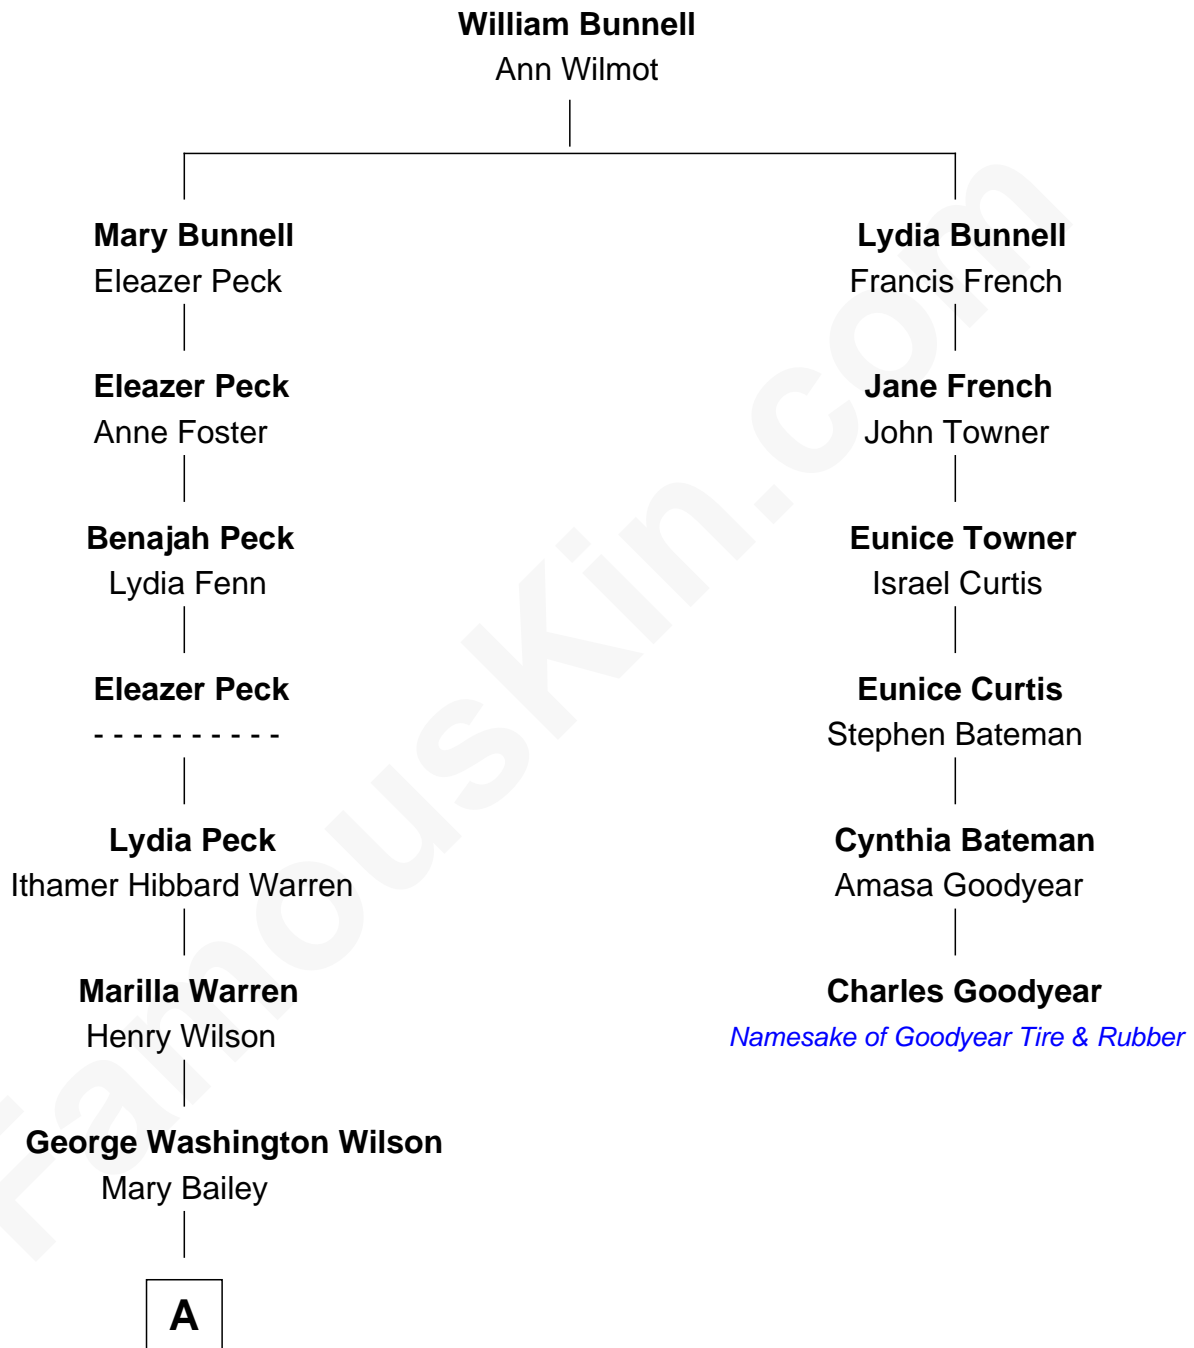 William Bunnell
Ann Wilmot
Mary Bunnell
Eleazer Peck
Lydia Bunnell
Francis French
Eleazer Peck
Anne Foster
Jane French
John Towner
Benajah Peck
Lydia Fenn
Eunice Towner
Israel Curtis
Eleazer Peck
- - - - - - - - - -
Eunice Curtis
Stephen Bateman
Lydia Peck
Ithamer Hibbard Warren
Cynthia Bateman
Amasa Goodyear
Marilla Warren
Henry Wilson
Charles Goodyear
Namesake of Goodyear Tire & Rubber
George Washington Wilson
Mary Bailey
A
FamousKin.com